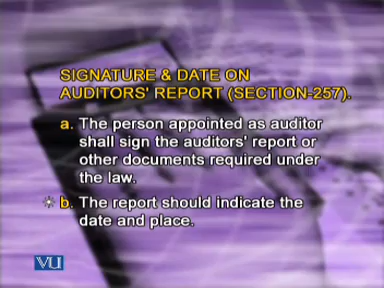 SIGNATURE & DATE ON
AUDITORS' REPORT (SECTION-257).
a. The person appointed as auditor
shall sign the auditors' report or
other documents required under
the law.
b. The report should indicate the
date and place.
VU